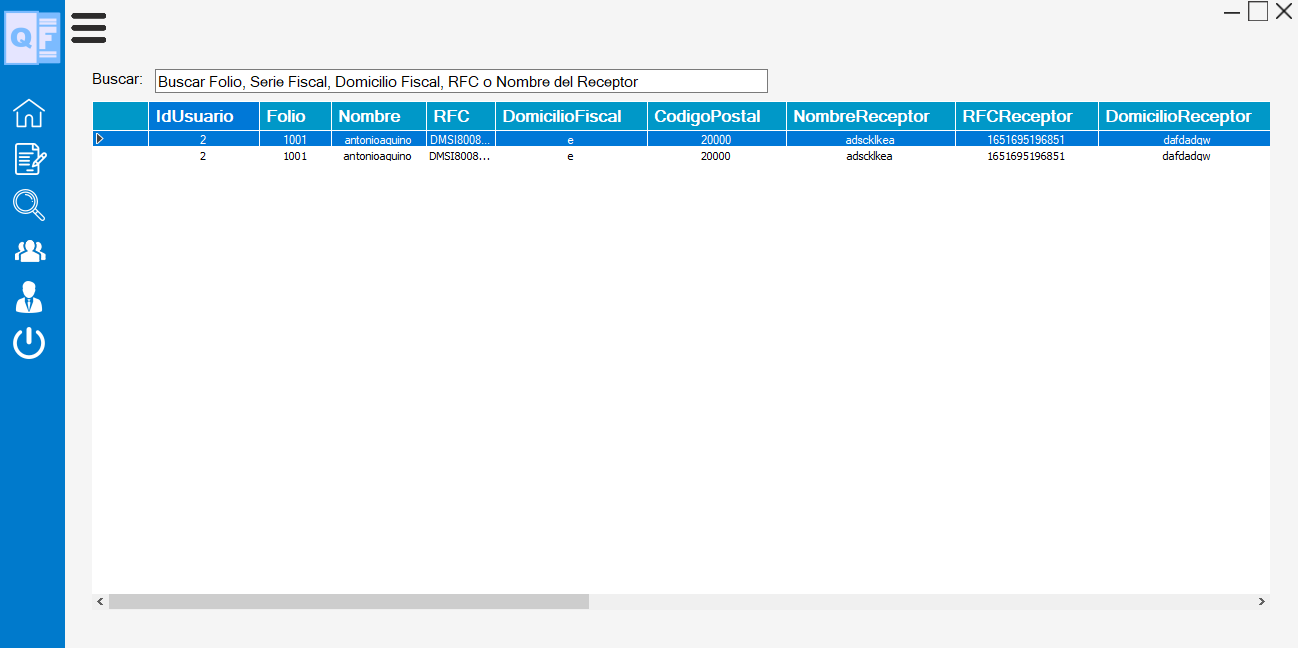 QF
Buscar: Buscar Folio, Serie Fiscal, Domicilio Fiscal, RFC o Nombre del Receptor
IdUsuario Folio Nombre RFC DomicilioFiscal CodigoPostal NombreReceptor RFCReceptor DomicilioReceptor
2 1001 antonioaquino DMSI8008... e 20000 adscklkea 1651695196851 dafdadqw
2 1001 antonioaquino DMSI8008... e 20000 adscklkea 1651695196851 dafdadqw